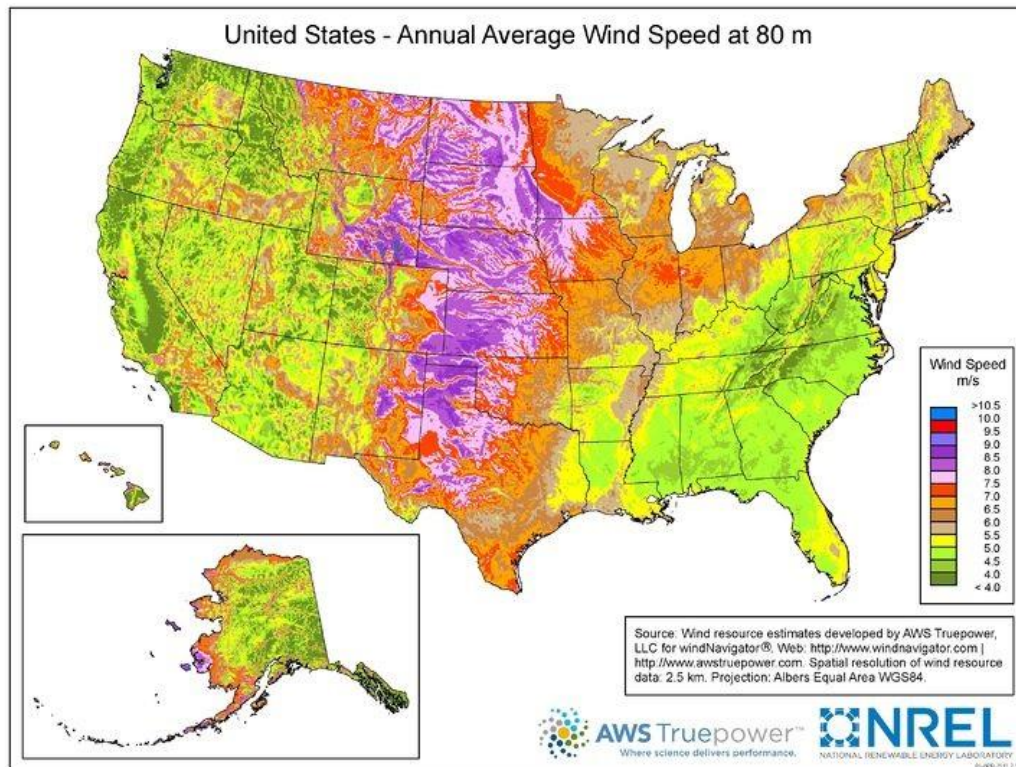 United States - Annual Average Wind Speed at 80 m
Wind Speed
m/s
>10.5
10.0
9.5
9.0
8.5
8.0
7.5
7.0
6.5
6.0
5.5
5.0
4.5
4.0
< 4.0
Source: Wind resource estimates developed by AWS Truepower,
LLC for windNavigator®. Web: http://www.windnavigator.com |
http://www.awstruepower.com. Spatial resolution of wind resource
data: 2.5 km. Projection: Albers Equal Area WGS84.
AWS Truepower™
Where science delivers performance.
NREL
NATIONAL RENEWABLE ENERGY LABORATORY